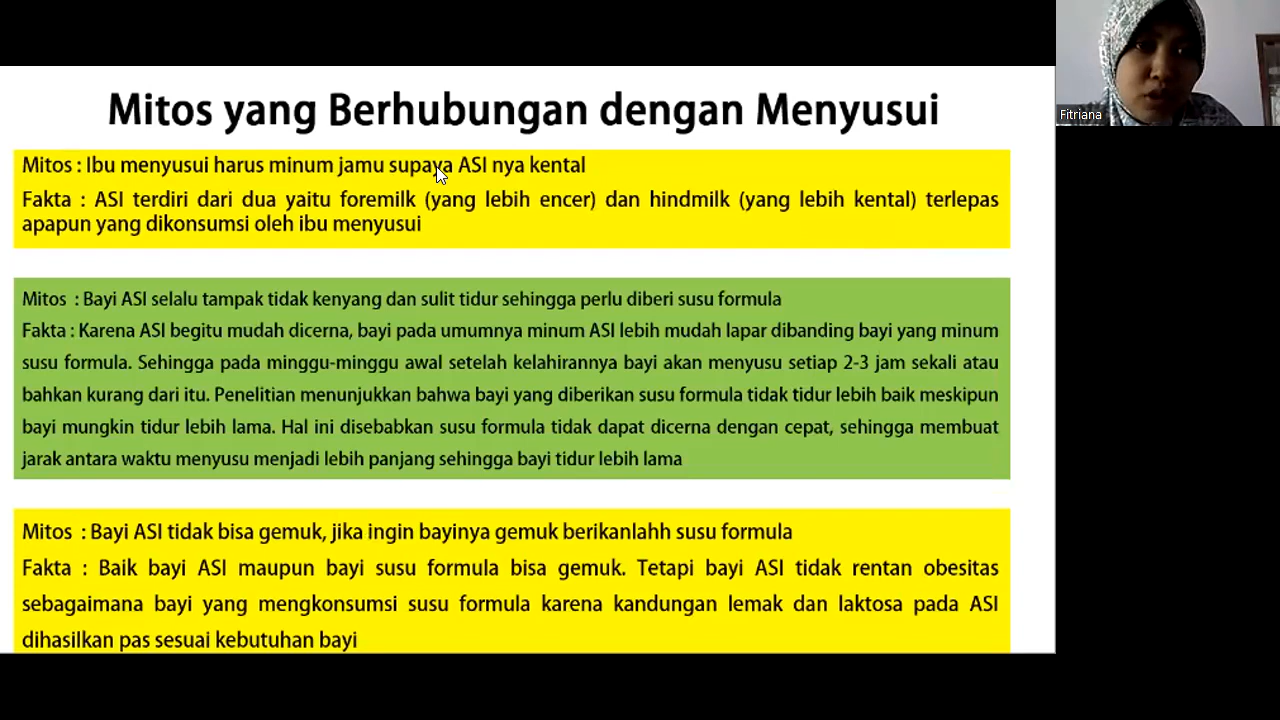 Mitos yang Berhubungan dengan Menyusui
Fitriana
Mitos : Ibu menyusui harus minum jamu supaya ASI nya kental
Fakta : ASI terdiri dari dua yaitu foremilk (yang lebih encer) dan hindmilk (yang lebih kental) terlepas
apapun yang dikonsumsi oleh ibu menyusui
Mitos : Bayi ASI selalu tampak tidak kenyang dan sulit tidur sehingga perlu diberi susu formula
Fakta : Karena ASI begitu mudah dicerna, bayi pada umumnya minum ASI lebih mudah lapar dibanding bayi yang minum
susu formula. Sehingga pada minggu-minggu awal setelah kelahirannya bayi akan menyusu setiap 2-3 jam sekali atau
bahkan kurang dari itu. Penelitian menunjukkan bahwa bayi yang diberikan susu formula tidak tidur lebih baik meskipun
bayi mungkin tidur lebih lama. Hal ini disebabkan susu formula tidak dapat dicerna dengan cepat, sehingga membuat
jarak antara waktu menyusu menjadi lebih panjang sehingga bayi tidur lebih lama
Mitos : Bayi ASI tidak bisa gemuk, jika ingin bayinya gemuk berikanlahh susu formula
Fakta : Baik bayi ASI maupun bayi susu formula bisa gemuk. Tetapi bayi ASI tidak rentan obesitas
sebagaimana bayi yang mengkonsumsi susu formula karena kandungan lemak dan laktosa pada ASI
dihasilkan pas sesuai kebutuhan bayi